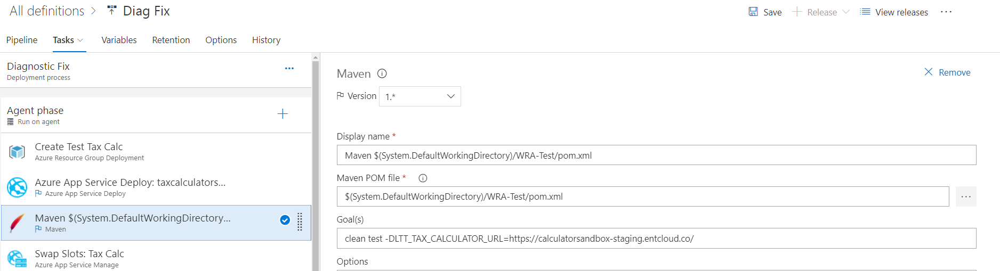 All definitions > Diag Fix
Save Release View releases ...
Pipeline Tasks Variables Retention Options History
Diagnostic Fix
Deployment process
Agent phase
Run on agent
Create Test Tax Calc
Azure Resource Group Deployment
Azure App Service Deploy: taxcalculators...
Azure App Service Deploy
Maven $(System.DefaultWorkingDirectory...
Maven
Swap Slots: Tax Calc
Azure App Service Manage
Maven
Remove
Version 1.*
Display name *
Maven $(System.DefaultWorkingDirectory)/WRA-Test/pom.xml
Maven POM file *
$(System.DefaultWorkingDirectory)/WRA-Test/pom.xml
Goal(s)
clean test -DLTT_TAX_CALCULATOR_URL=https://calculatorsandbox-staging.entcloud.co/
Options